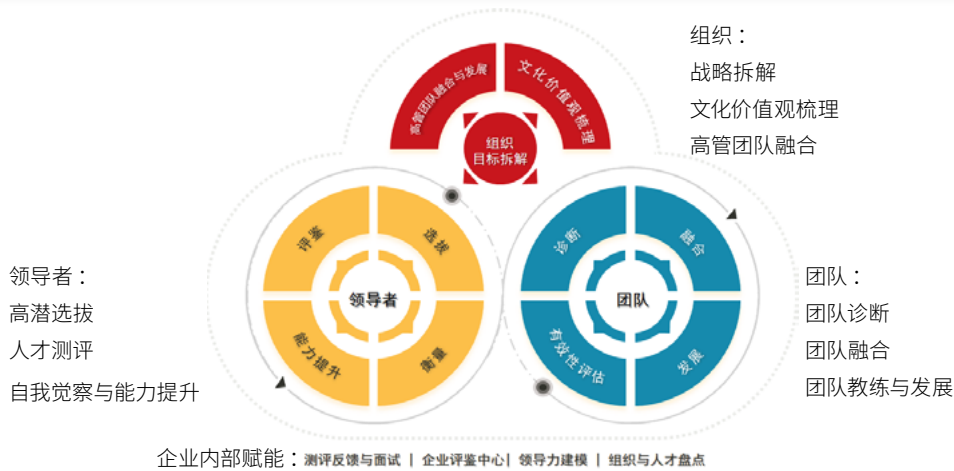 组织：
战略拆解
文化价值观梳理
高管团队融合
高管团队融合与发展
文化价值观梳理
组织
目标拆解
领导者：
高潜选拔
人才测评
自我觉察与能力提升
评鉴
选拔
领导者
能力提升
衡量
诊断
融合
团队
有效性评估
发展
团队：
团队诊断
团队融合
团队教练与发展
企业内部赋能：测评反馈与面试 | 企业评鉴中心| 领导力建模 | 组织与人才盘点